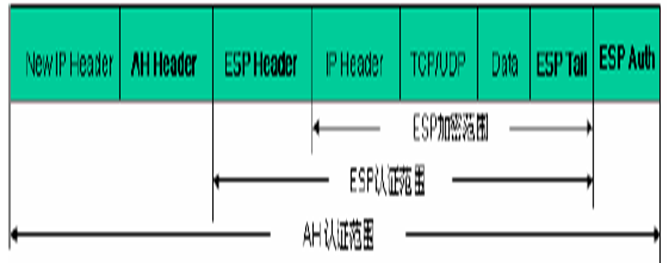 New IP Header AH Header ESP Header IP Header TCP/UDP Data ESP Tail ESP Auth
ESP加密范围
ESP认证范围
AH认证范围